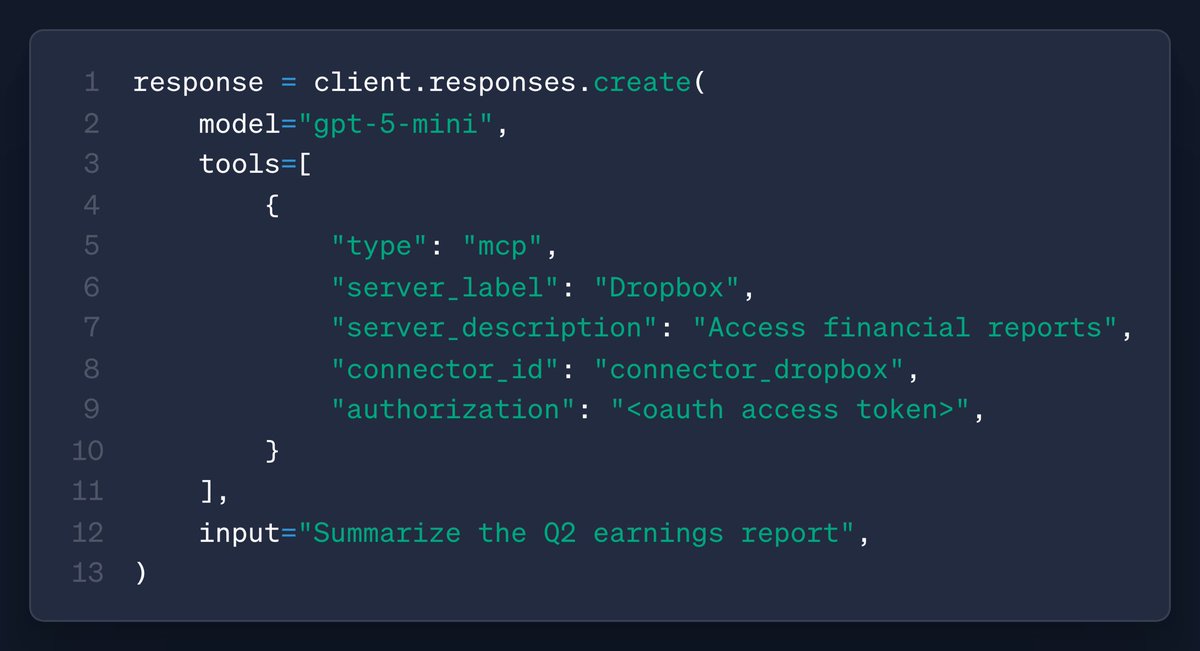 1 response = client.responses.create(
2     model="gpt-5-mini",
3     tools=[
4         {
5             "type": "mcp",
6             "server_label": "Dropbox",
7             "server_description": "Access financial reports",
8             "connector_id": "connector_dropbox",
9             "authorization": "<oauth access token>",
10         }
11     ],
12     input="Summarize the Q2 earnings report",
13 )